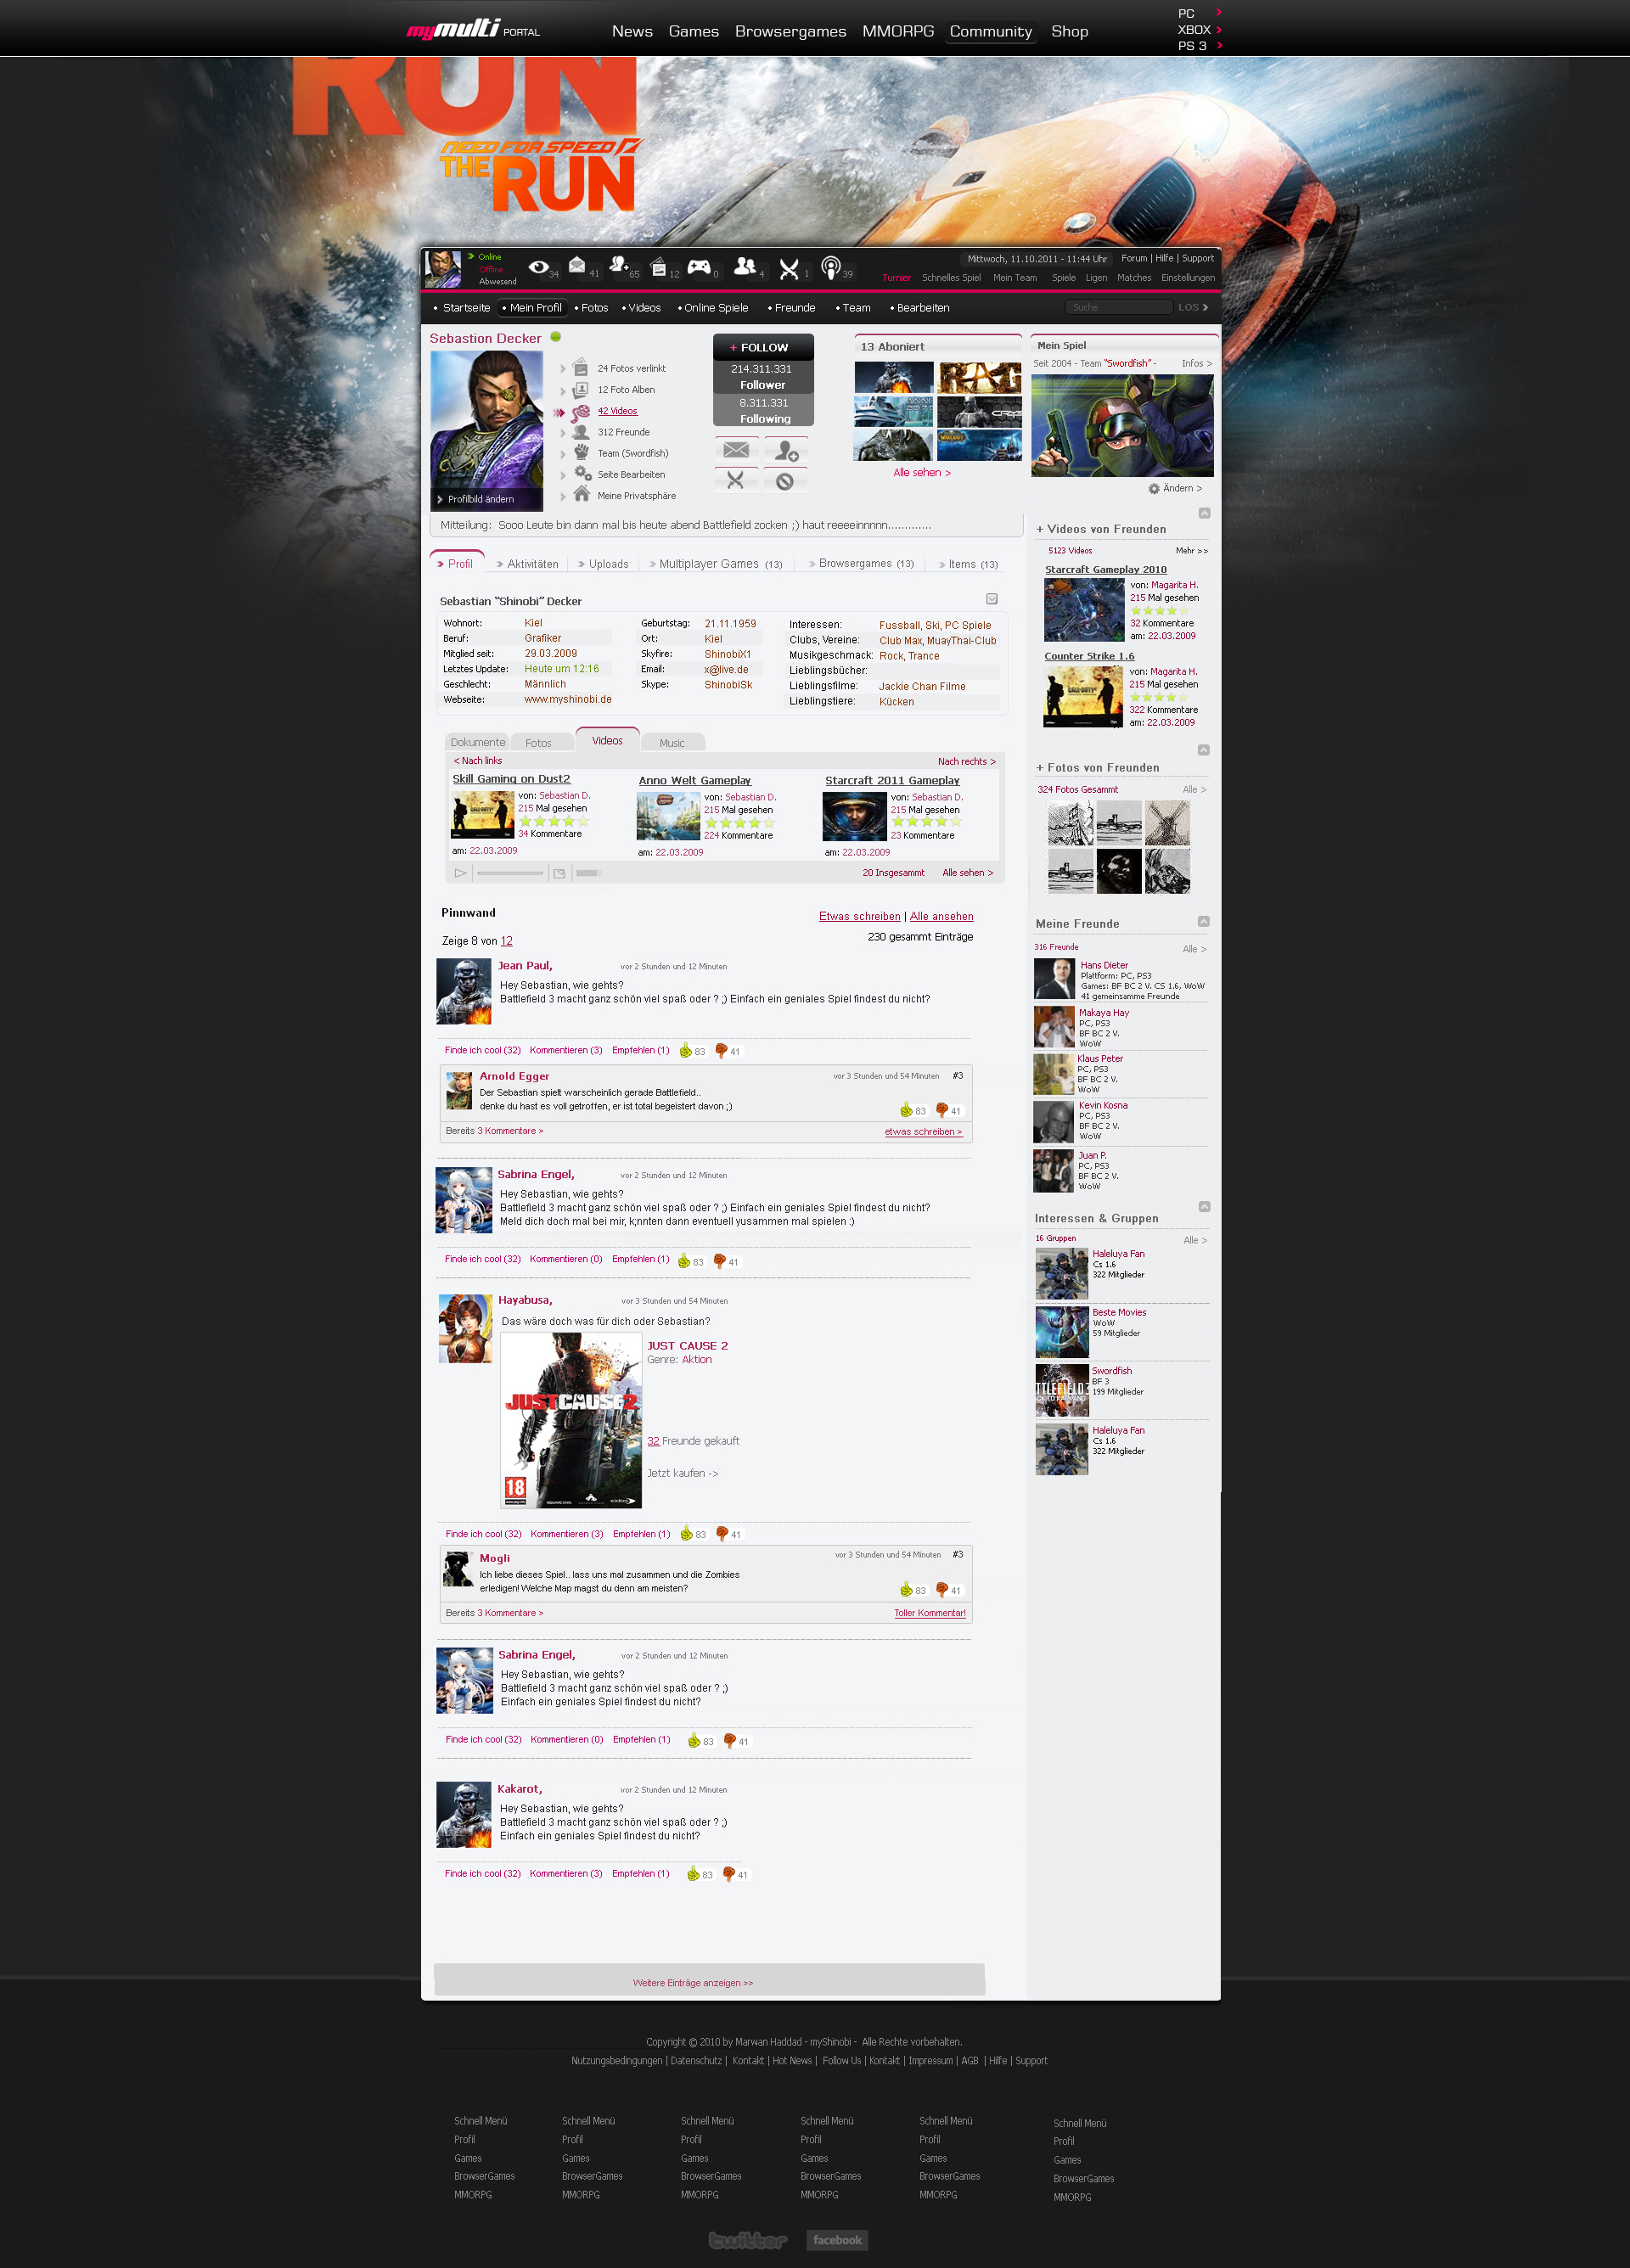 mymulti PORTAL
News Games Browsergames MMORPG Community Shop
PC
XBOX
PS 3
RUN
NEED FOR SPEED
THE RUN
Online
Offline
Abwesend
34 41 65 12 0 4 1 39
Mittwoch, 11.10.2011 - 11:44 Uhr Forum | Hilfe | Support
Turnier Schnelles Spiel Mein Team Spiele Ligen Matches Einstellungen
• Startseite • Mein Profil • Fotos • Videos • Online Spiele • Freunde • Team • Bearbeiten
Suche LOS
Sebastion Decker
Profilbild ändern
24 Fotos verlinkt
12 Foto Alben
42 Videos
312 Freunde
Team (Swordfish)
Seite Bearbeiten
Meine Privatsphäre
+ FOLLOW
214.311.331
Follower
8.311.331
Following
13 Aboniert
Alle sehen >
Mein Spiel
Seit 2004 - Team "Swordfish" - Infos >
Ändern >
Mitteilung: Sooo Leute bin dann mal bis heute abend Battlefield zocken ;) haut reeeeinnnnn.............
Profil Aktivitäten Uploads Multiplayer Games (13) Browsergames (13) Items (13)
Sebastian "Shinobi" Decker
Wohnort: Kiel
Beruf: Grafiker
Mitglied seit: 29.03.2009
Letztes Update: Heute um 12:16
Geschlecht: Männlich
Webseite: www.myshinobi.de
Geburtstag: 21.11.1959
Ort: Kiel
Skyfire: ShinobiX1
Email: x@live.de
Skype: ShinobiSk
Interessen: Fussball, Ski, PC Spiele
Clubs, Vereine: Club Max, MuayThai-Club
Musikgeschmack: Rock, Trance
Lieblingsbücher:
Lieblingsfilme: Jackie Chan Filme
Lieblingstiere: Kücken
Dokumente Fotos Videos Music
< Nach links Nach rechts >
Skill Gaming on Dust2
von: Sebastian D.
215 Mal gesehen
34 Kommentare
am: 22.03.2009
Anno Welt Gameplay
von: Sebastian D.
215 Mal gesehen
224 Kommentare
am: 22.03.2009
Starcraft 2011 Gameplay
von: Sebastian D.
215 Mal gesehen
23 Kommentare
am: 22.03.2009
20 Insgesamt Alle sehen >
Pinnwand
Etwas schreiben | Alle ansehen
Zeige 8 von 12
230 gesammt Einträge
Jean Paul, vor 2 Stunden und 12 Minuten
Hey Sebastian, wie gehts?
Battlefield 3 macht ganz schön viel spaß oder ? ;) Einfach ein geniales Spiel findest du nicht?
Finde ich cool (32) Kommentieren (3) Empfehlen (1) 83 41
Arnold Egger vor 3 Stunden und 54 Minuten #3
Der Sebastian spielt warscheinlich gerade Battlefield..
denke du hast es voll getroffen, er ist total begeistert davon ;)
83 41
Bereits 3 Kommentare > etwas schreiben >
Sabrina Engel, vor 2 Stunden und 12 Minuten
Hey Sebastian, wie gehts?
Battlefield 3 macht ganz schön viel spaß oder ? ;) Einfach ein geniales Spiel findest du nicht?
Meld dich doch mal bei mir, k;nnten dann eventuell yusammen mal spielen :)
Finde ich cool (32) Kommentieren (0) Empfehlen (1) 83 41
Hayabusa, vor 3 Stunden und 54 Minuten
Das wäre doch was für dich oder Sebastian?
JUST CAUSE 2
18
JUST CAUSE 2
Genre: Aktion
32 Freunde gekauft
Jetzt kaufen ->
Finde ich cool (32) Kommentieren (3) Empfehlen (1) 83 41
Mogli vor 3 Stunden und 54 Minuten #3
Ich liebe dieses Spiel.. lass uns mal zusammen und die Zombies
erledigen! Welche Map magst du denn am meisten?
83 41
Bereits 3 Kommentare > Toller Kommentar!
Sabrina Engel, vor 2 Stunden und 12 Minuten
Hey Sebastian, wie gehts?
Battlefield 3 macht ganz schön viel spaß oder ? ;)
Einfach ein geniales Spiel findest du nicht?
Finde ich cool (32) Kommentieren (0) Empfehlen (1) 83 41
Kakarot, vor 2 Stunden und 12 Minuten
Hey Sebastian, wie gehts?
Battlefield 3 macht ganz schön viel spaß oder ? ;)
Einfach ein geniales Spiel findest du nicht?
Finde ich cool (32) Kommentieren (3) Empfehlen (1) 83 41
Weitere Einträge anzeigen >>
+ Videos von Freunden
5123 Videos Mehr >>
Starcraft Gameplay 2010
von: Magarita H.
215 Mal gesehen
32 Kommentare
am: 22.03.2009
Counter Strike 1.6
von: Magarita H.
215 Mal gesehen
322 Kommentare
am: 22.03.2009
+ Fotos von Freunden
324 Fotos Gesammt Alle >
Meine Freunde
316 Freunde Alle >
Hans Dieter
Plattform: PC, PS3
Games: BF BC 2 V. CS 1.6, WoW
41 gemeinsame Freunde
Makaya Hay
PC, PS3
BF BC 2 V.
WoW
Klaus Peter
PC, PS3
BF BC 2 V.
WoW
Kevin Kosna
PC, PS3
BF BC 2 V.
WoW
Juan P.
PC, PS3
BF BC 2 V.
WoW
Interessen & Gruppen
16 Gruppen Alle >
Haleluya Fan
Cs 1.6
322 Mitglieder
Beste Movies
WoW
59 Mitglieder
Swordfish
BF 3
199 Mitglieder
Haleluya Fan
Cs 1.6
322 Mitglieder
Copyright © 2010 by Marwan Haddad - myShinobi - Alle Rechte vorbehalten.
Nutzungsbedingungen | Datenschutz | Kontakt | Hot News | Follow Us | Kontakt | Impressum | AGB | Hilfe | Support
Schnell Menü Schnell Menü Schnell Menü Schnell Menü Schnell Menü Schnell Menü
Profil Profil Profil Profil Profil Profil
Games Games Games Games Games Games
BrowserGames BrowserGames BrowserGames BrowserGames BrowserGames BrowserGames
MMORPG MMORPG MMORPG MMORPG MMORPG MMORPG
twitter facebook